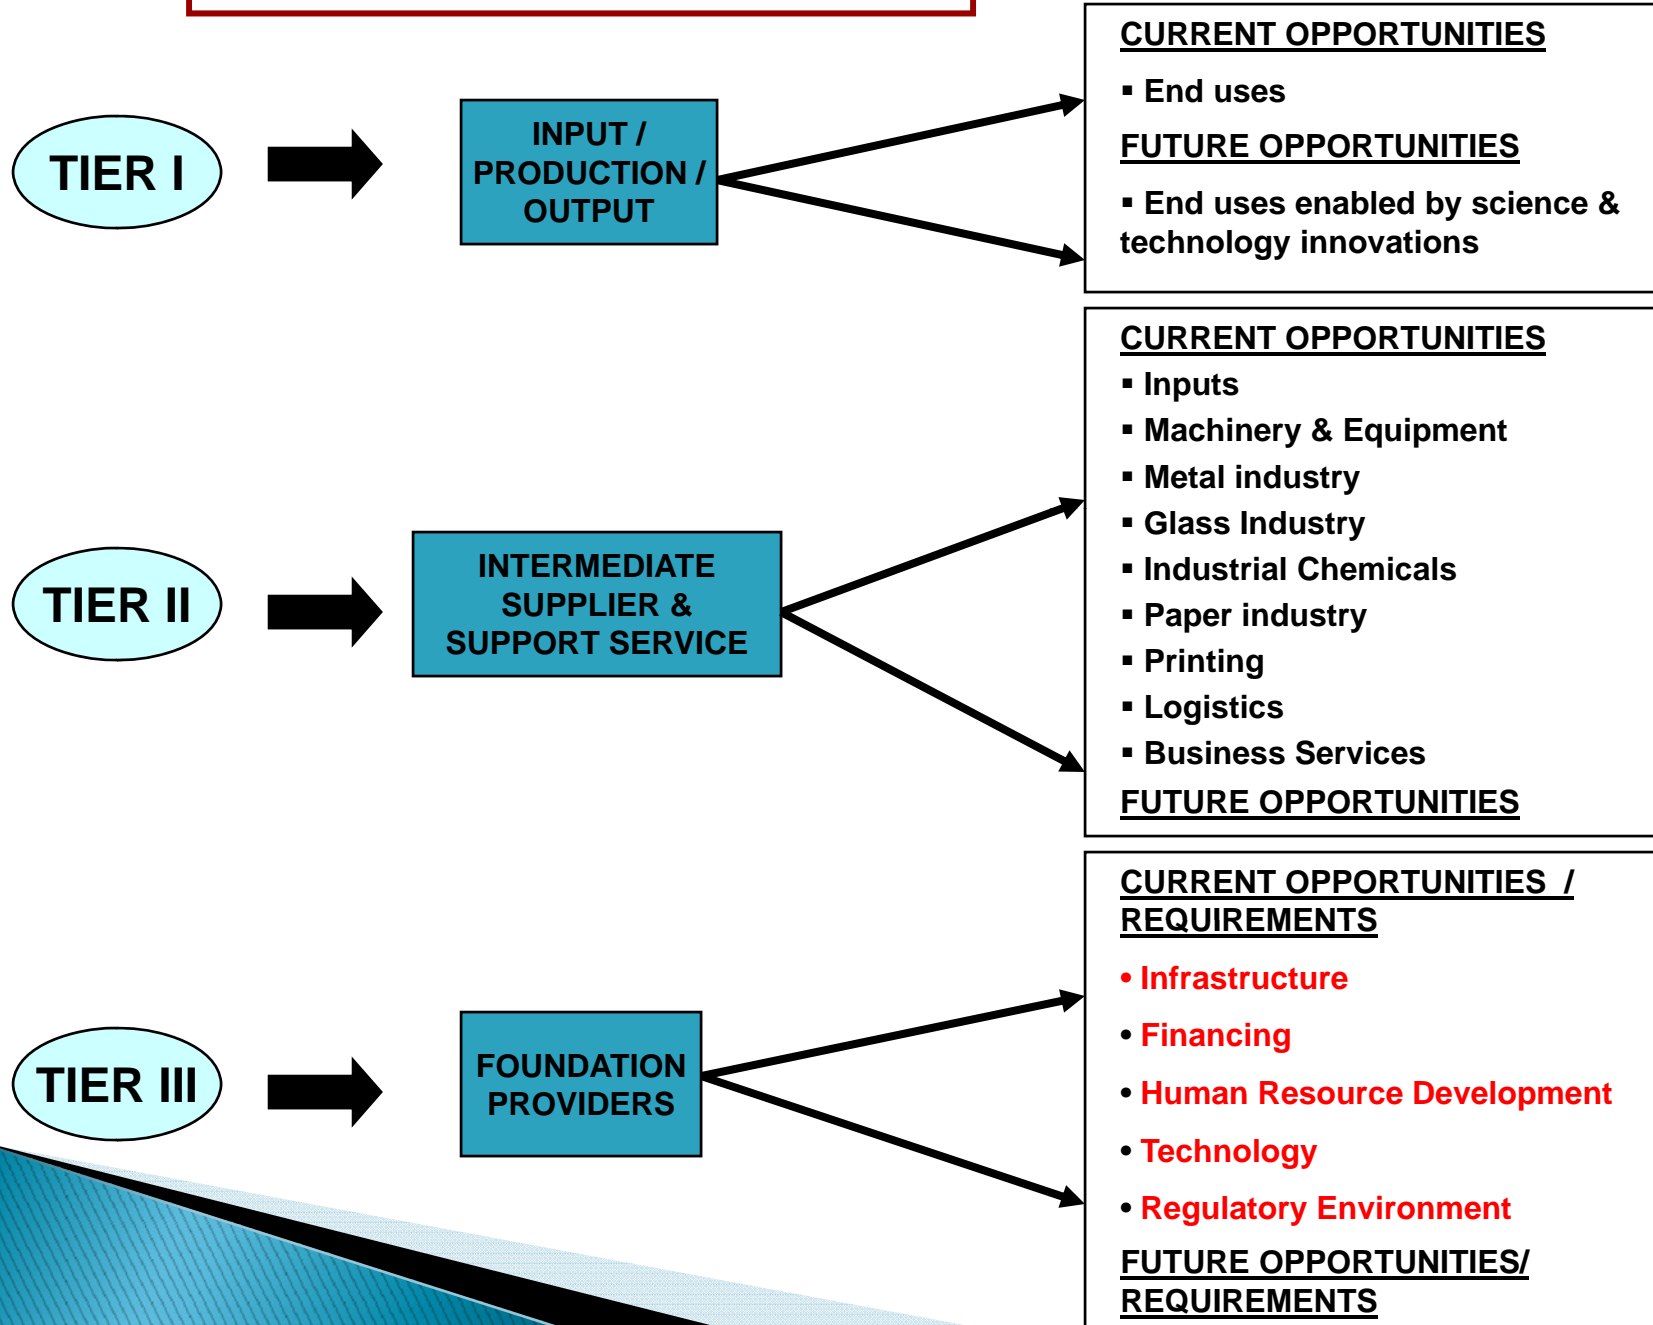 TIER I
INPUT /
PRODUCTION /
OUTPUT
CURRENT OPPORTUNITIES
▪ End uses
FUTURE OPPORTUNITIES
▪ End uses enabled by science &
technology innovations
TIER II
INTERMEDIATE
SUPPLIER &
SUPPORT SERVICE
CURRENT OPPORTUNITIES
▪ Inputs
▪ Machinery & Equipment
▪ Metal industry
▪ Glass Industry
▪ Industrial Chemicals
▪ Paper industry
▪ Printing
▪ Logistics
▪ Business Services
FUTURE OPPORTUNITIES
TIER III
FOUNDATION
PROVIDERS
CURRENT OPPORTUNITIES /
REQUIREMENTS
• Infrastructure
• Financing
• Human Resource Development
• Technology
• Regulatory Environment
FUTURE OPPORTUNITIES/
REQUIREMENTS